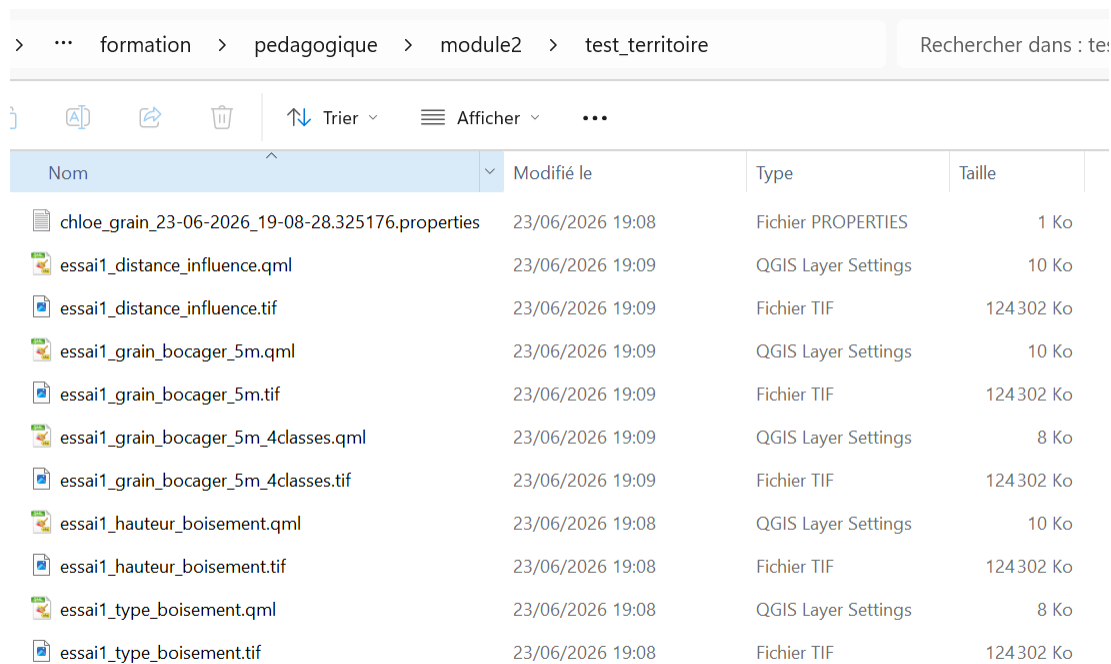 > ... formation > pedagogique > module2 > test_territoire Rechercher dans : tes
Trier Afficher ...
Nom Modifié le Type Taille
chloe_grain_23-06-2026_19-08-28.325176.properties 23/06/2026 19:08 Fichier PROPERTIES 1 Ko
essai1_distance_influence.qml 23/06/2026 19:09 QGIS Layer Settings 10 Ko
essai1_distance_influence.tif 23/06/2026 19:09 Fichier TIF 124 302 Ko
essai1_grain_bocager_5m.qml 23/06/2026 19:09 QGIS Layer Settings 10 Ko
essai1_grain_bocager_5m.tif 23/06/2026 19:09 Fichier TIF 124 302 Ko
essai1_grain_bocager_5m_4classes.qml 23/06/2026 19:09 QGIS Layer Settings 8 Ko
essai1_grain_bocager_5m_4classes.tif 23/06/2026 19:09 Fichier TIF 124 302 Ko
essai1_hauteur_boisement.qml 23/06/2026 19:08 QGIS Layer Settings 10 Ko
essai1_hauteur_boisement.tif 23/06/2026 19:08 Fichier TIF 124 302 Ko
essai1_type_boisement.qml 23/06/2026 19:08 QGIS Layer Settings 8 Ko
essai1_type_boisement.tif 23/06/2026 19:08 Fichier TIF 124 302 Ko